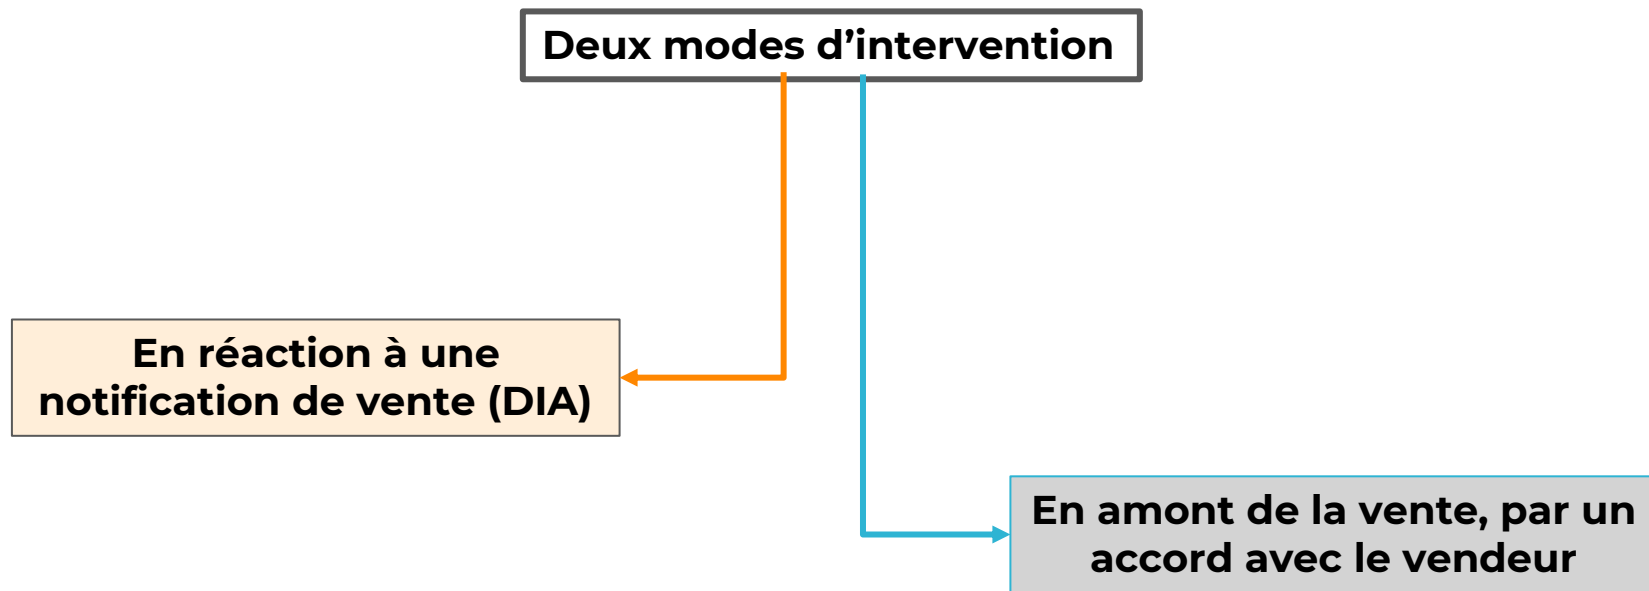 Deux modes d’intervention
En réaction à une
notification de vente (DIA)
En amont de la vente, par un
accord avec le vendeur